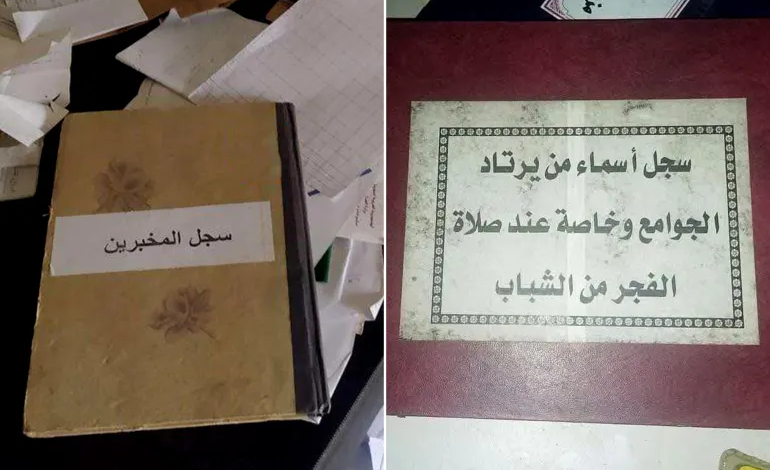 سجل المخبرين
سجل أسماء من يرتاد
الجوامع وخاصة عند صلاة
الفجر من الشباب